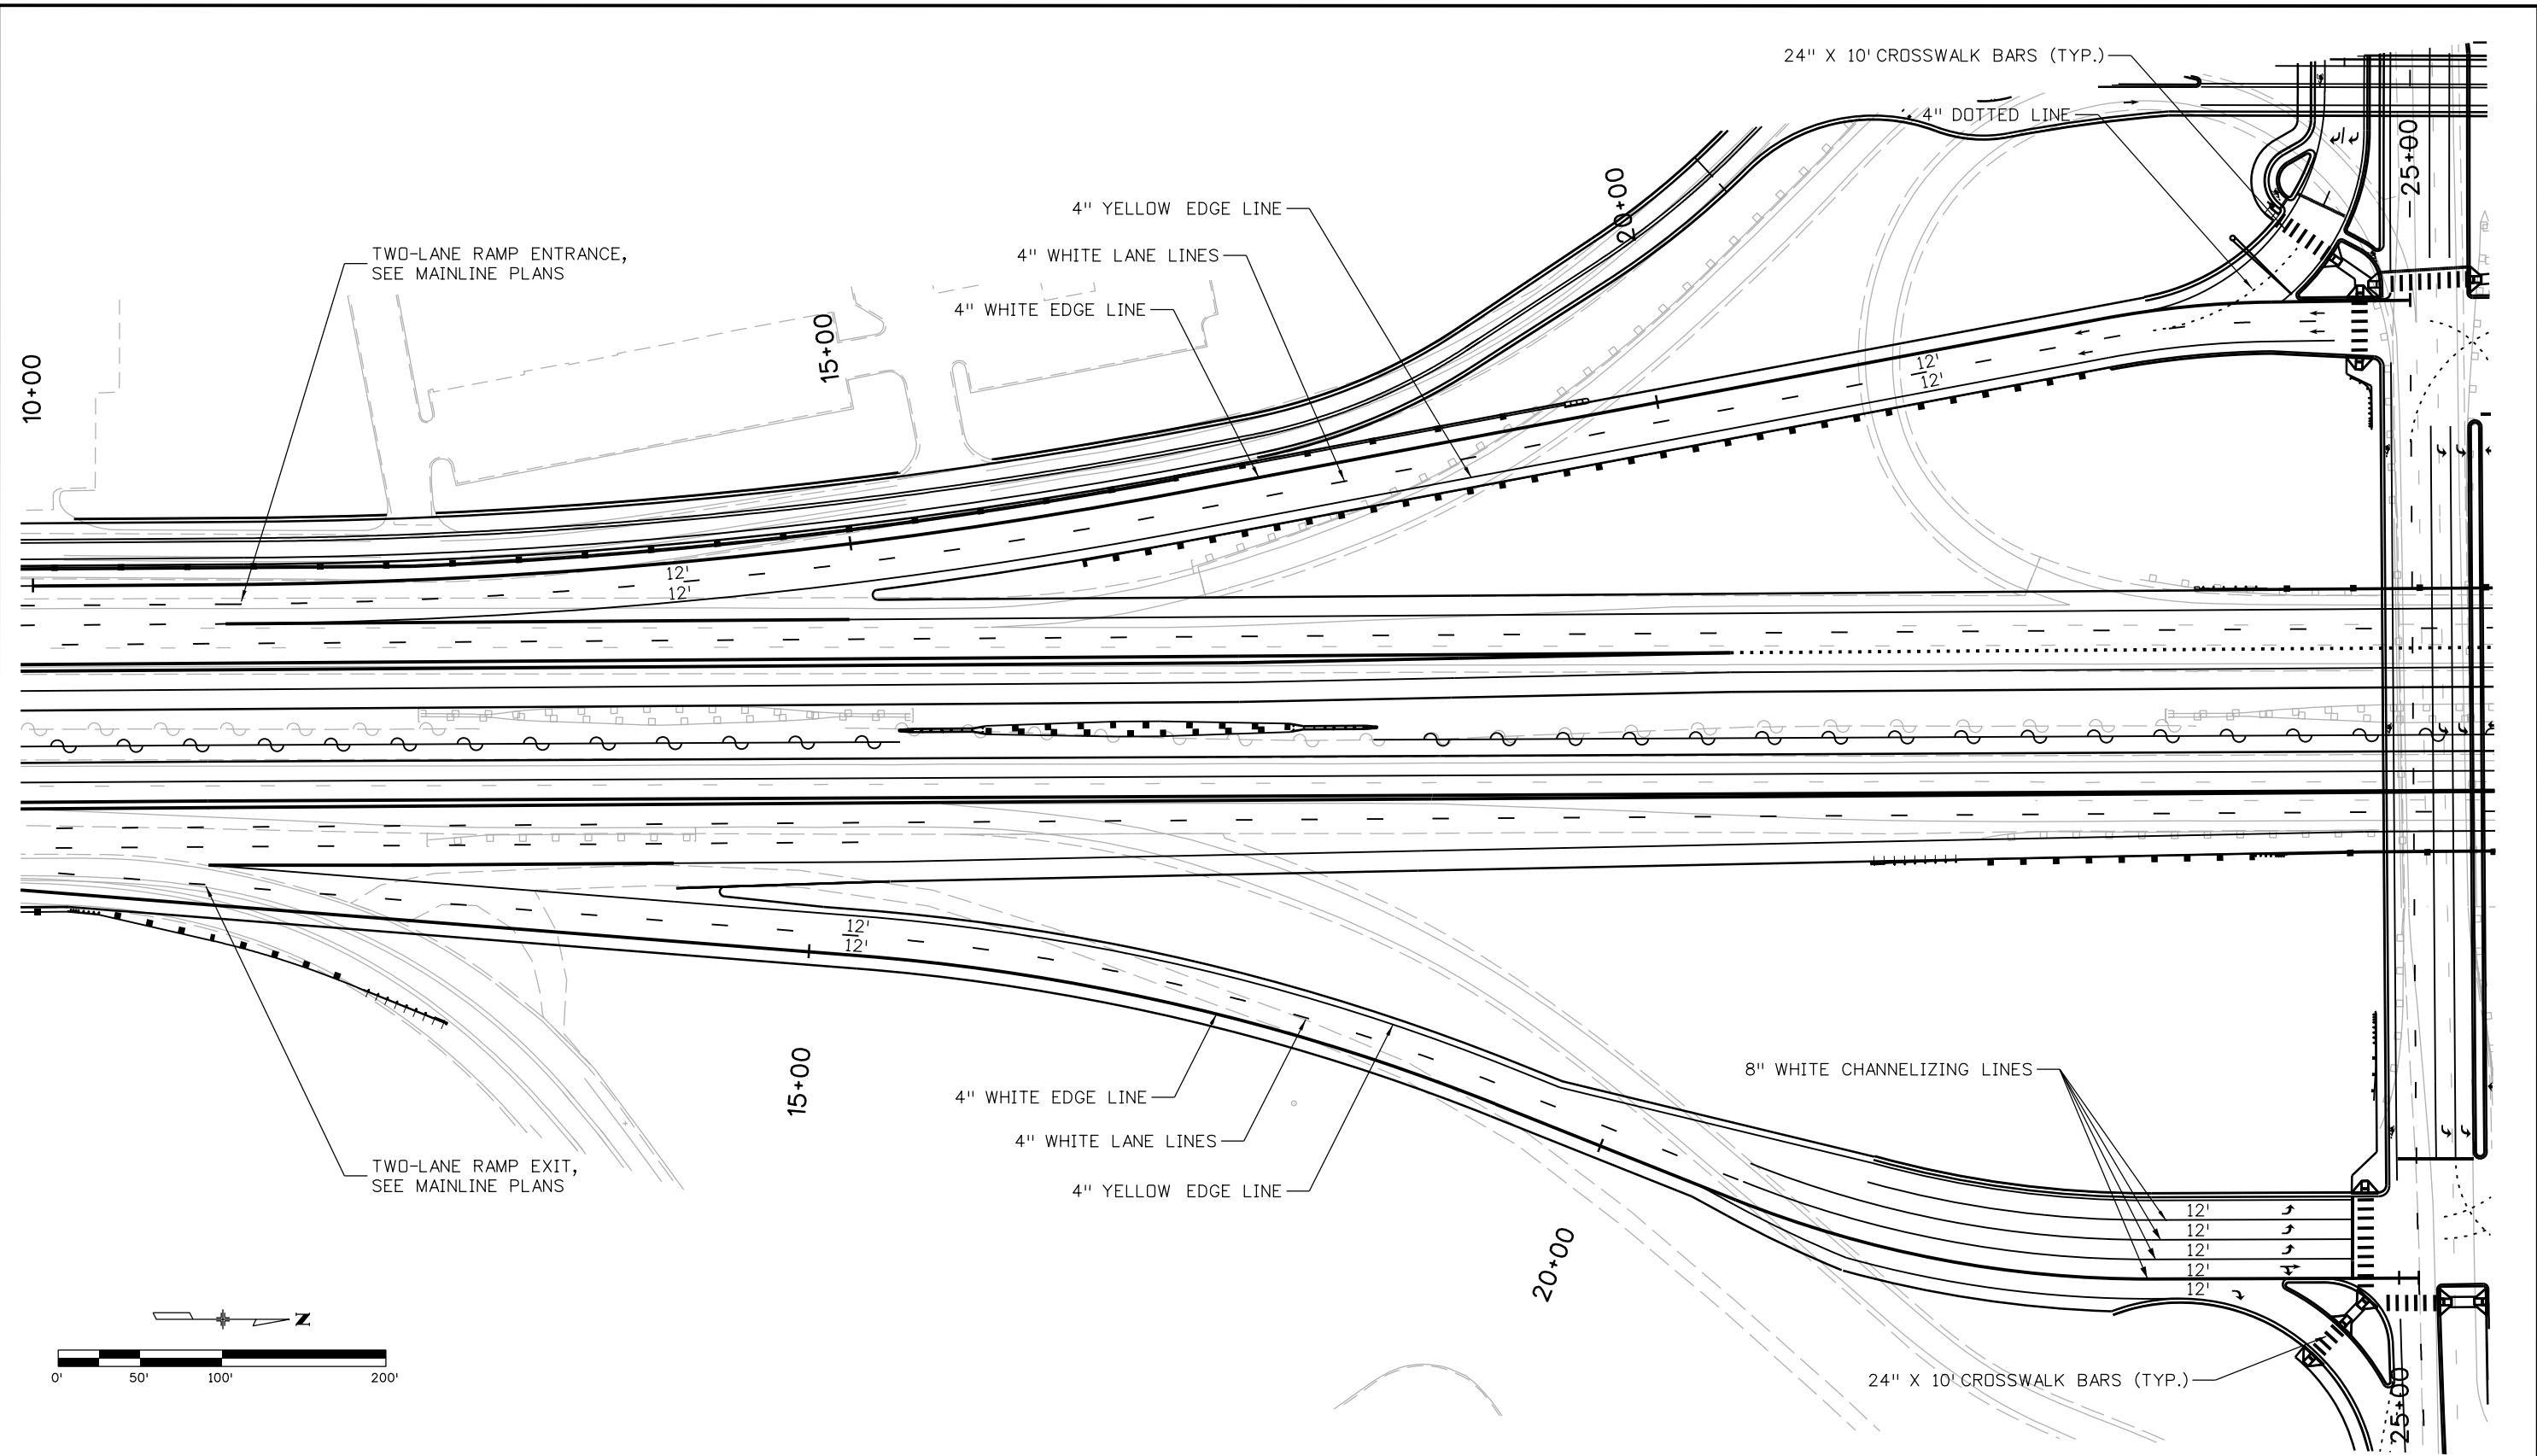 24" X 10' CROSSWALK BARS (TYP.)
4" DOTTED LINE
25+00
20+00
4" YELLOW EDGE LINE
4" WHITE LANE LINES
4" WHITE EDGE LINE
TWO-LANE RAMP ENTRANCE,
SEE MAINLINE PLANS
15+00
10+00
12'
12'
12'
12'
12'
12'
4" WHITE EDGE LINE
4" WHITE LANE LINES
4" YELLOW EDGE LINE
15+00
TWO-LANE RAMP EXIT,
SEE MAINLINE PLANS
8" WHITE CHANNELIZING LINES
12'
12'
12'
12'
12'
20+00
24" X 10' CROSSWALK BARS (TYP.)
25+00
N
0' 50' 100' 200'